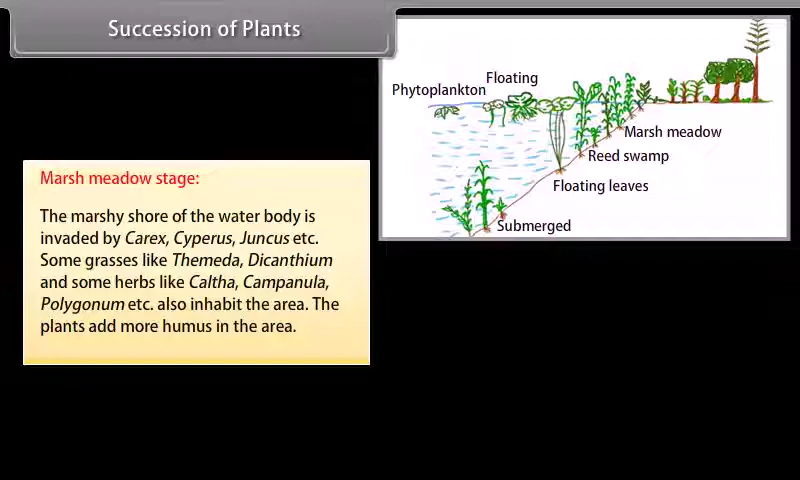 Succession of Plants
Phytoplankton
Floating
Marsh meadow
Reed swamp
Floating leaves
Submerged
Marsh meadow stage:
The marshy shore of the water body is
invaded by Carex, Cyperus, Juncus etc.
Some grasses like Themeda, Dicanthium
and some herbs like Caltha, Campanula,
Polygonum etc. also inhabit the area. The
plants add more humus in the area.